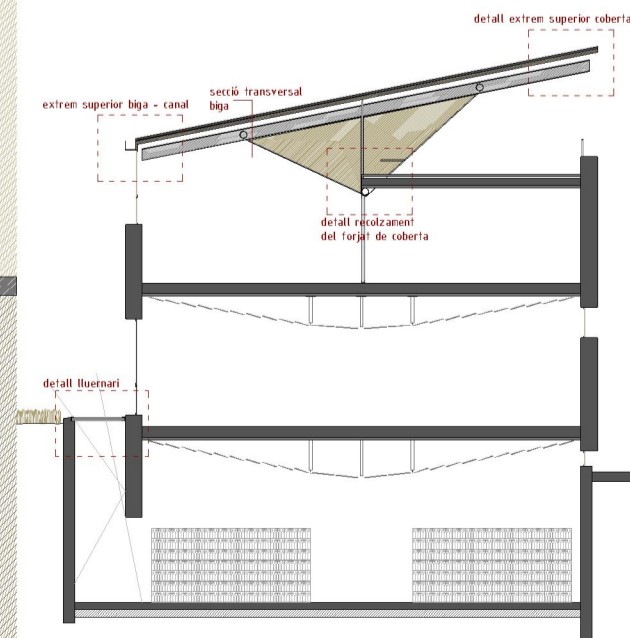 detall extrem superior coberta
secció transversal
biga
extrem superior biga - canal
detall recolzament
del forjat de coberta
detall lluernari